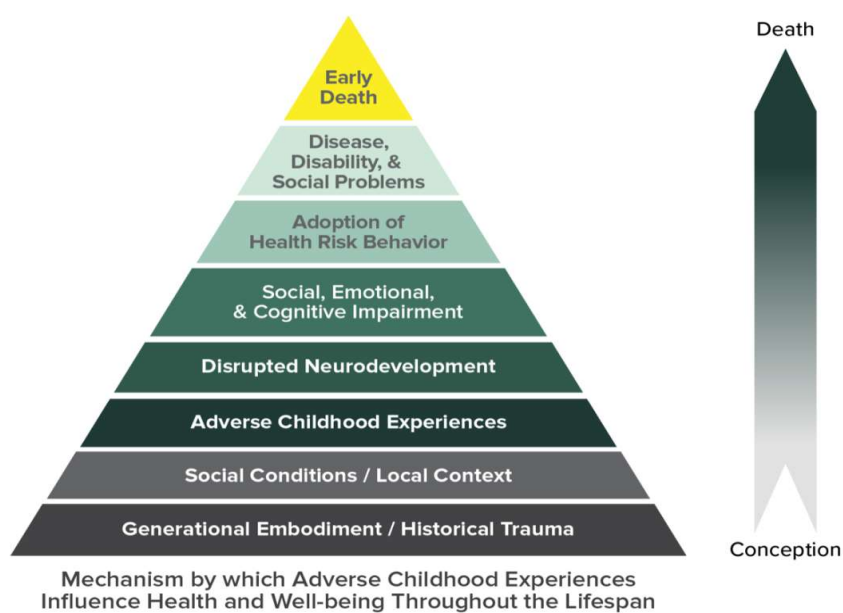 Death
Early
Death
Disease,
Disability, &
Social Problems
Adoption of
Health Risk Behavior
Social, Emotional,
& Cognitive Impairment
Disrupted Neurodevelopment
Adverse Childhood Experiences
Social Conditions / Local Context
Generational Embodiment / Historical Trauma
Conception
Mechanism by which Adverse Childhood Experiences
Influence Health and Well-being Throughout the Lifespan